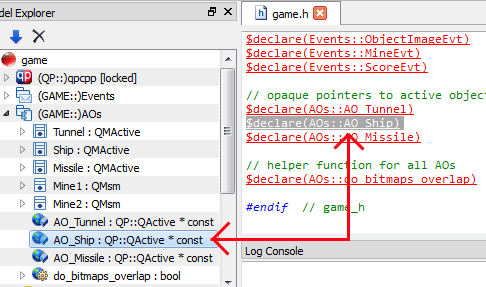 del Explorer
game
qp (QP::)qpcpp [locked]
(GAME::)Events
(GAME::)AOs
Tunnel : QMActive
Ship : QMActive
Missile : QMActive
Mine1 : QMsm
Mine2 : QMsm
AO_Tunnel : QP::QActive * const
AO_Ship : QP::QActive * const
AO_Missile : QP::QActive * const
do_bitmaps_overlap : bool
.h game.h
$declare(Events::ObjectImageEvt)
$declare(Events::MineEvt)
$declare(Events::ScoreEvt)
// opaque pointers to active object
$declare(AOs::AO_Tunnel)
$declare(AOs::AO_Ship)
$declare(AOs::AO_Missile)
// helper function for all AOs
$declare(AOs::do_bitmaps_overlap)
#endif // game_h
Log Console